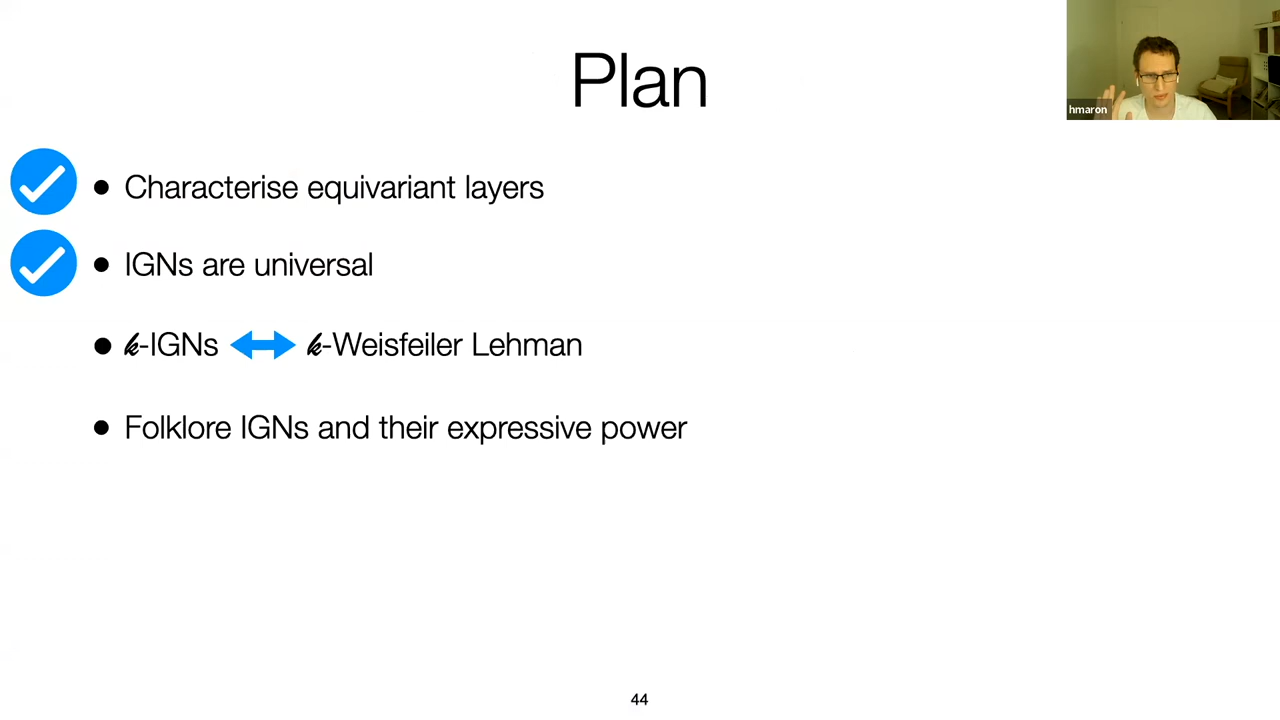 Plan
hmaron
• Characterise equivariant layers
• IGNs are universal
• 𝓀-IGNs ↔ 𝓀-Weisfeiler Lehman
• Folklore IGNs and their expressive power
44